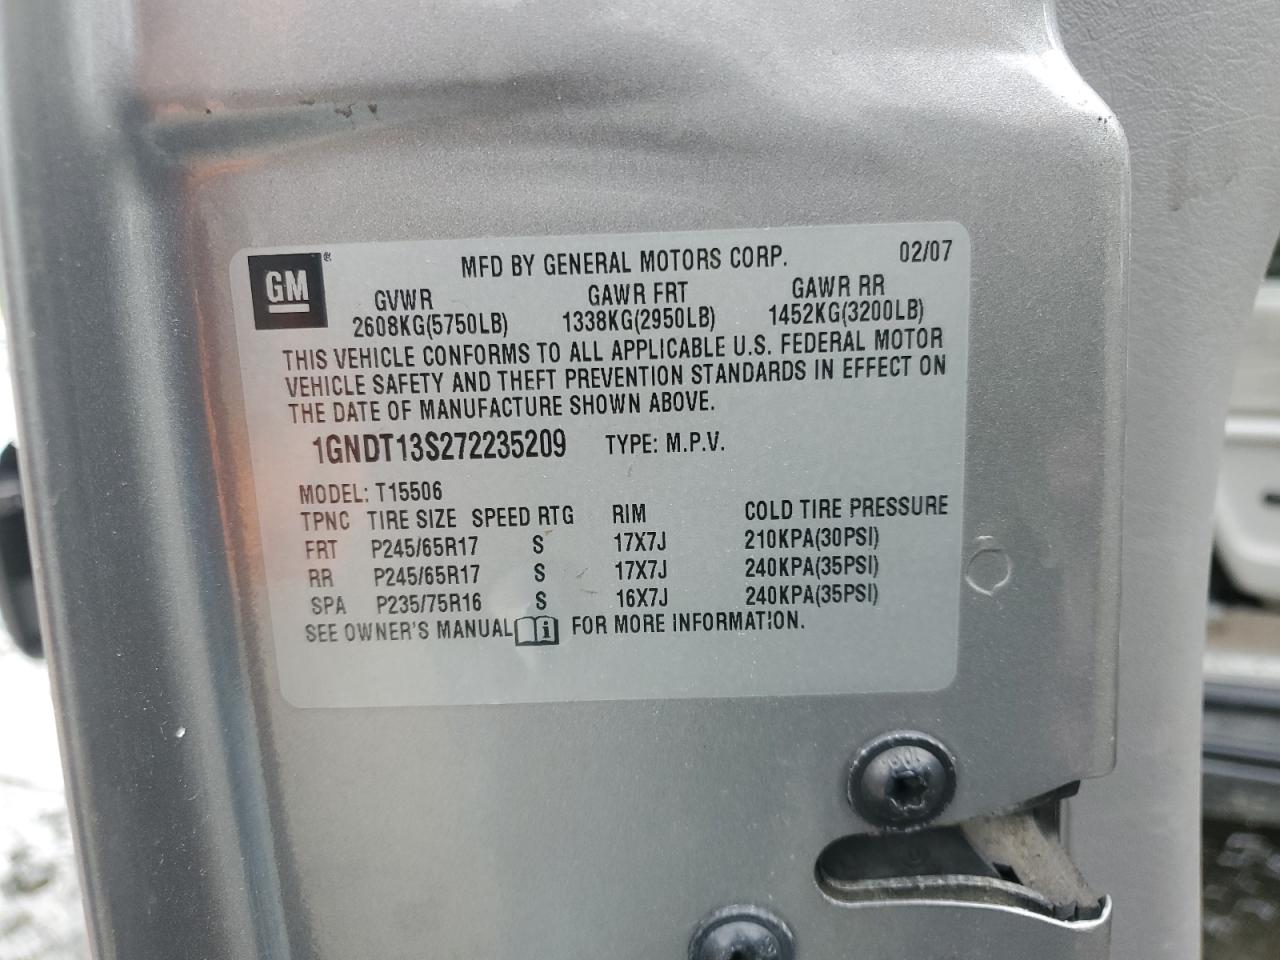 GM®
MFD BY GENERAL MOTORS CORP. 02/07
GVWR GAWR FRT GAWR RR
2608KG(5750LB) 1338KG(2950LB) 1452KG(3200LB)
THIS VEHICLE CONFORMS TO ALL APPLICABLE U.S. FEDERAL MOTOR
VEHICLE SAFETY AND THEFT PREVENTION STANDARDS IN EFFECT ON
THE DATE OF MANUFACTURE SHOWN ABOVE.
1GNDT13S272235209 TYPE: M.P.V.
MODEL: T15506
TPNC TIRE SIZE SPEED RTG RIM COLD TIRE PRESSURE
FRT P245/65R17 S 17X7J 210KPA(30PSI)
RR P245/65R17 S 17X7J 240KPA(35PSI)
SPA P235/75R16 S 16X7J 240KPA(35PSI)
SEE OWNER'S MANUAL i FOR MORE INFORMATION.